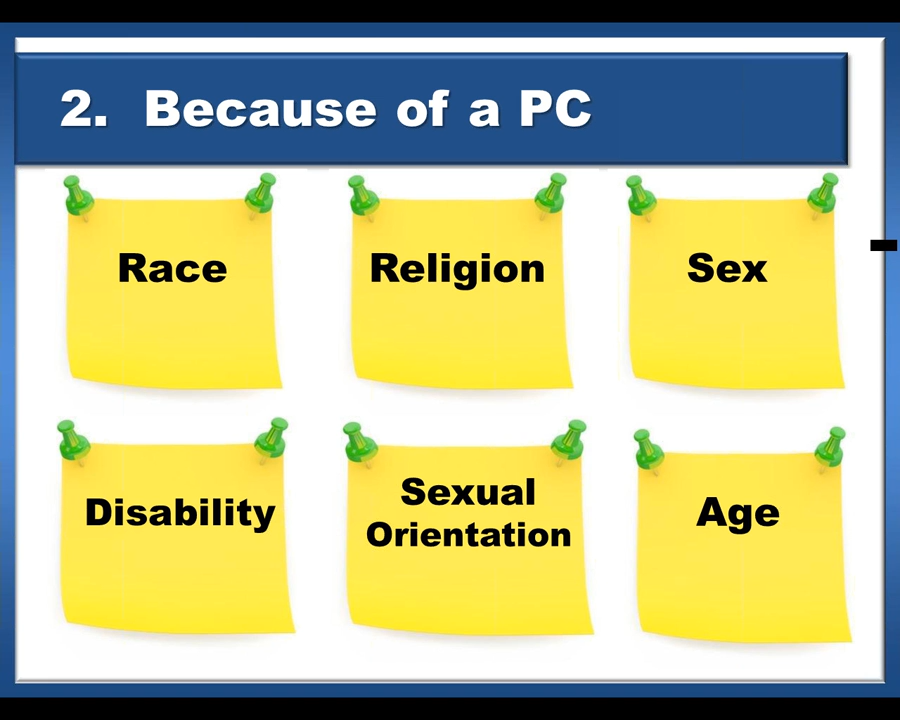 2. Because of a PC
Race
Religion
Sex
Disability
Sexual
Orientation
Age